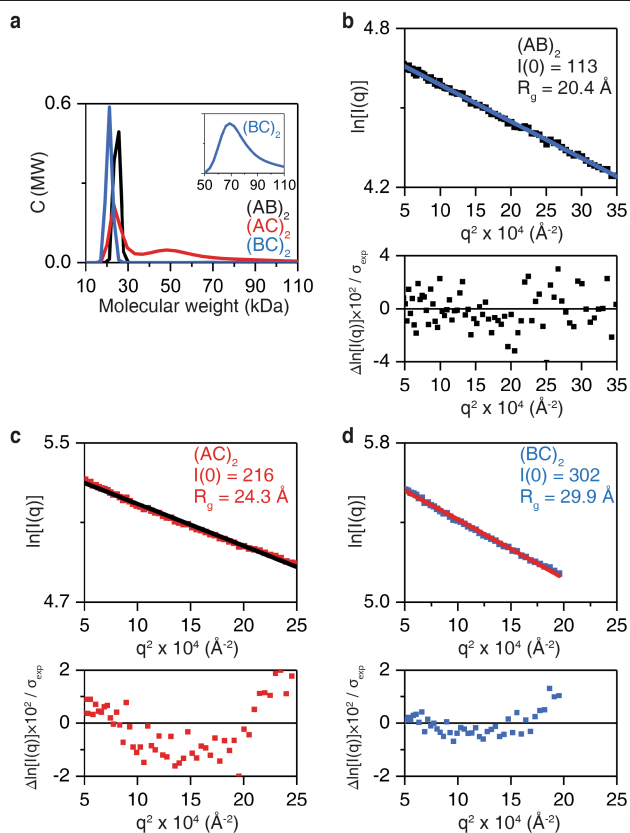 a
0.6
0.0
C (MW)
10 30 50 70 90 110
Molecular weight (kDa)
(BC)2
50 70 90 110
(AB)2
(AC)2
(BC)2
b
4.8
4.2
ln[I(q)]
(AB)2
I(0) = 113
Rg = 20.4 Å
5 10 15 20 25 30 35
q² x 10⁴ (Å⁻²)
4
0
-4
Δln[I(q)]×10² / σexp
5 10 15 20 25 30 35
q² x 10⁴ (Å⁻²)
c
5.5
4.7
ln[I(q)]
(AC)2
I(0) = 216
Rg = 24.3 Å
5 10 15 20 25
q² x 10⁴ (Å⁻²)
2
0
-2
Δln[I(q)]×10² / σexp
5 10 15 20 25
q² x 10⁴ (Å⁻²)
d
5.8
5.0
ln[I(q)]
(BC)2
I(0) = 302
Rg = 29.9 Å
5 10 15 20 25
q² x 10⁴ (Å⁻²)
2
0
-2
Δln[I(q)]×10² / σexp
5 10 15 20 25
q² x 10⁴ (Å⁻²)